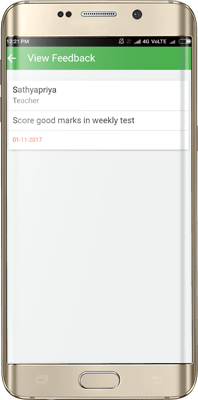 12:21 PM 4G VoLTE
View Feedback
Sathyapriya
Teacher
Score good marks in weekly test
01-11-2017